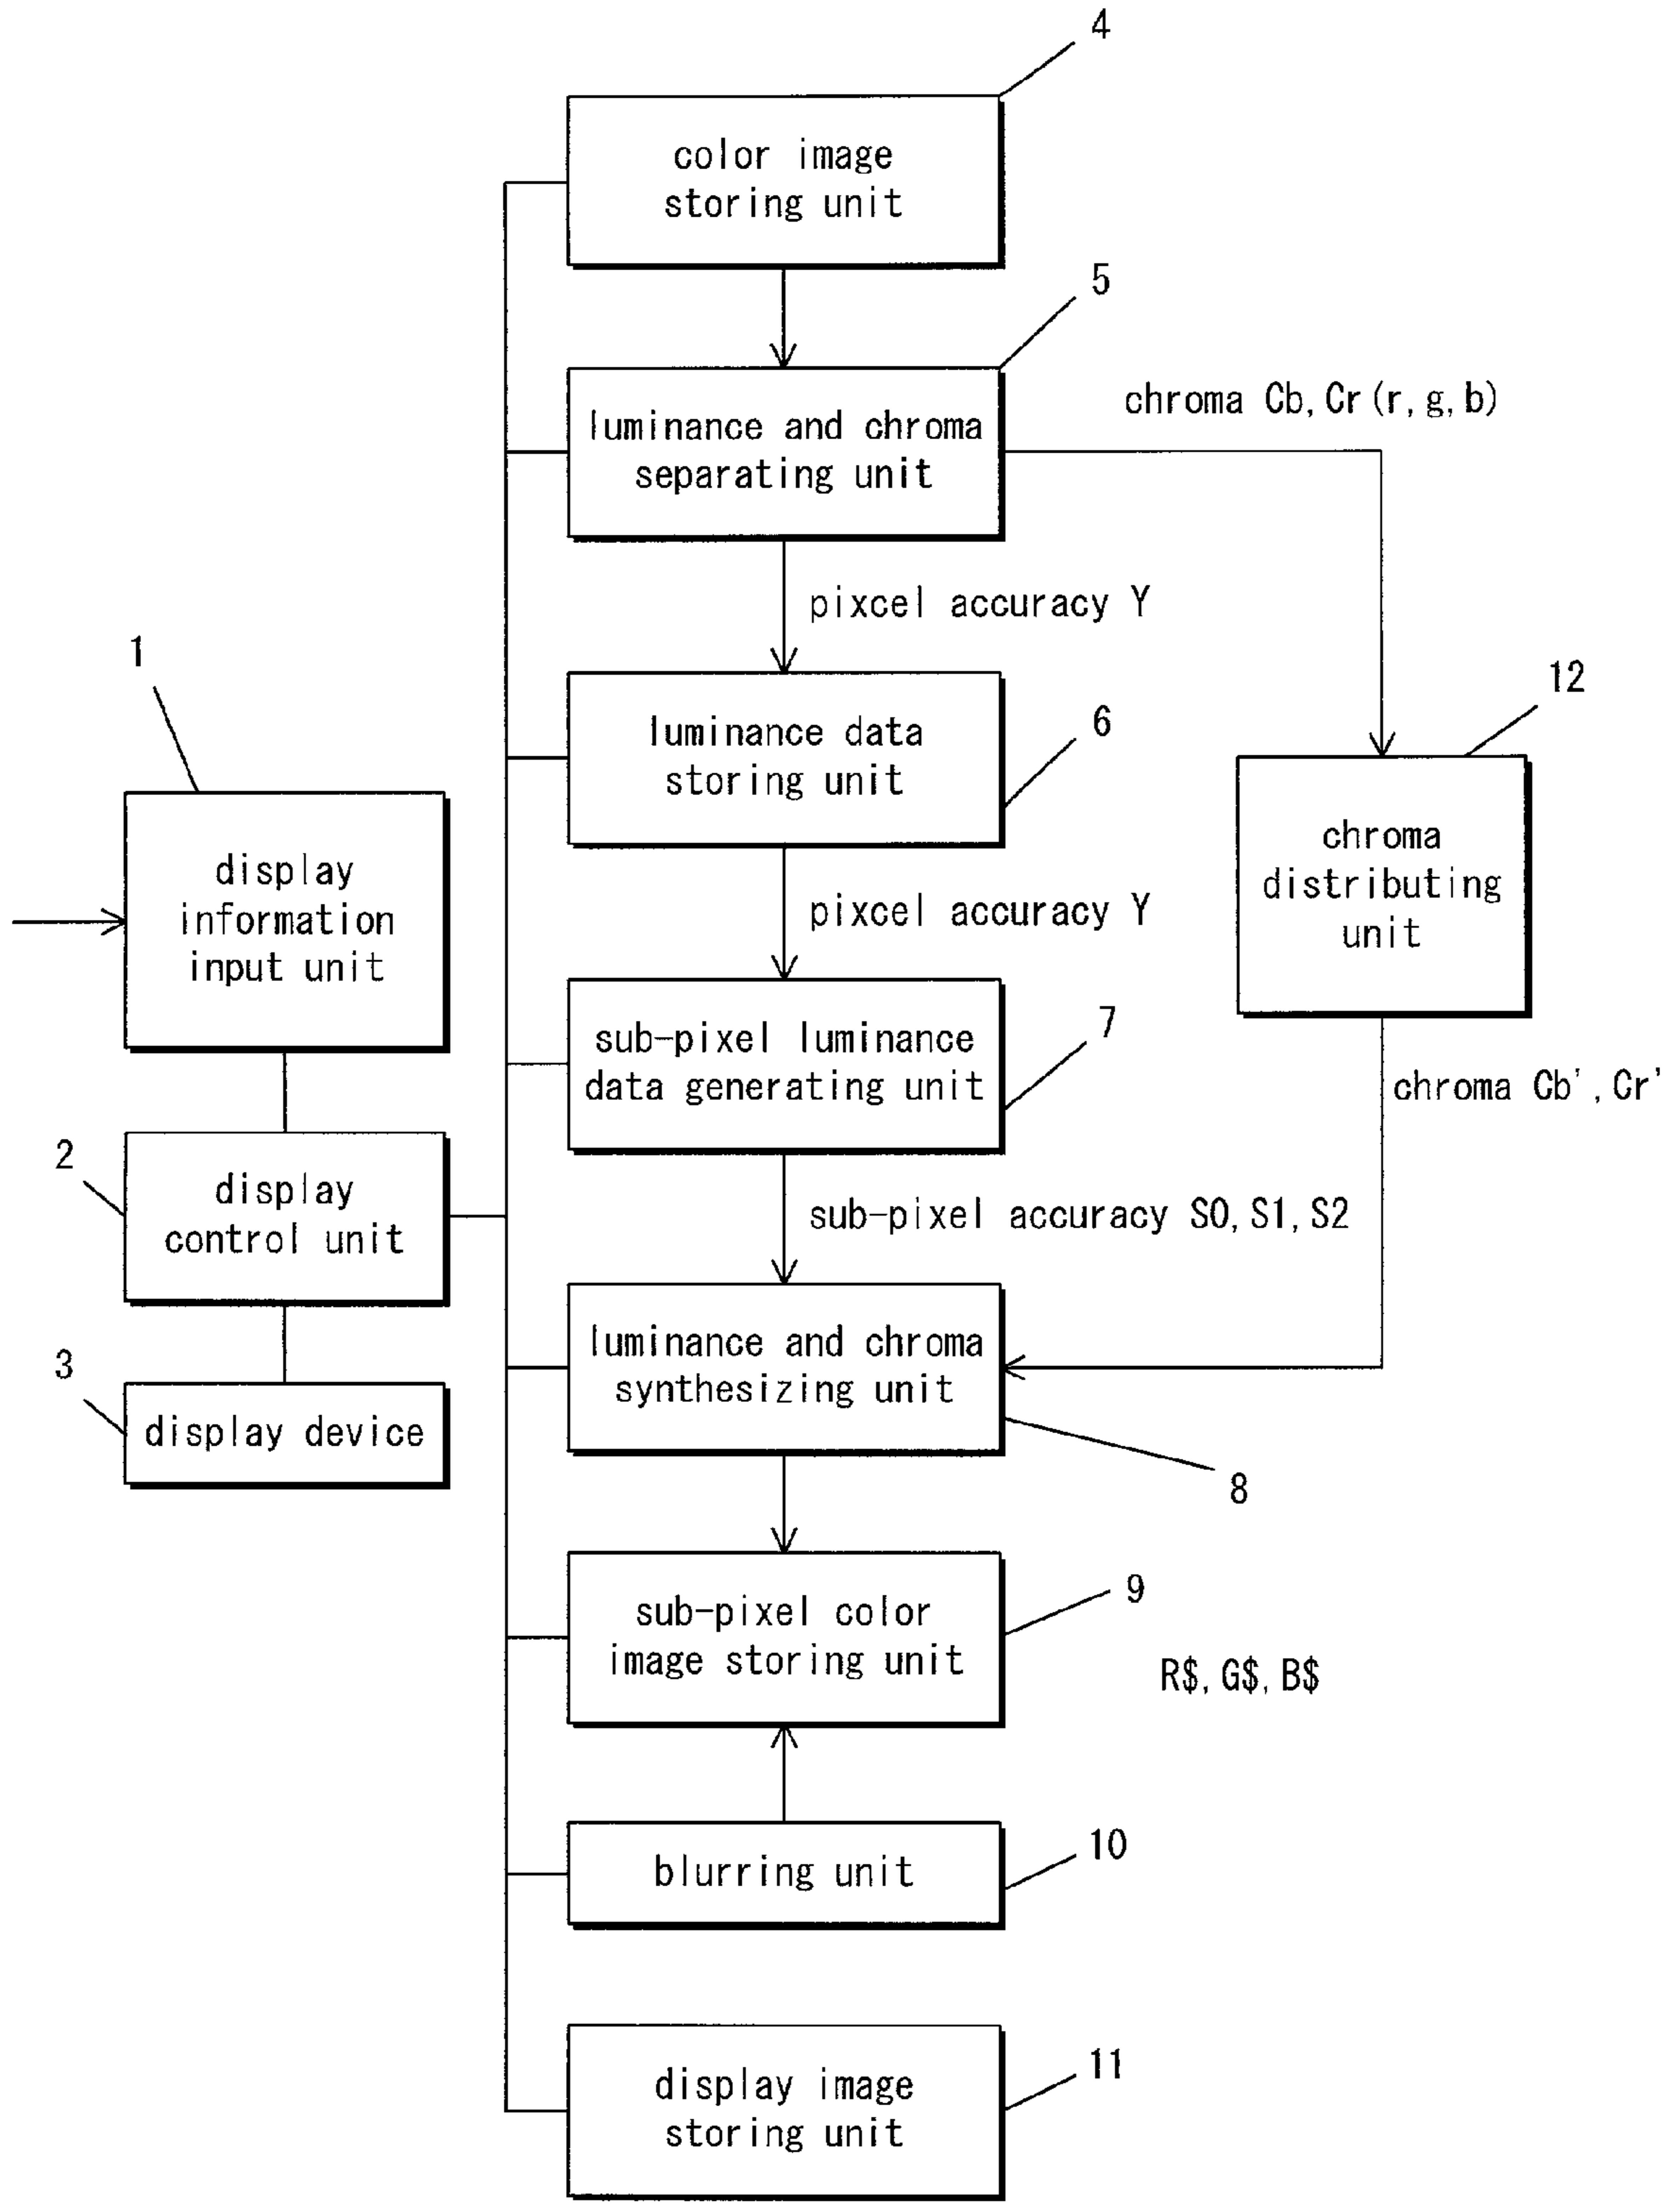 4
color image
storing unit
5
chroma Cb, Cr (r, g, b)
luminance and chroma
separating unit
pixcel accuracy Y
1
12
6
luminance data
storing unit
chroma
distributing
unit
display
information
input unit
pixcel accuracy Y
7
sub-pixel luminance
data generating unit
chroma Cb', Cr'
2
display
control unit
sub-pixel accuracy S0, S1, S2
luminance and chroma
synthesizing unit
3
display device
8
9
sub-pixel color
image storing unit
R$, G$, B$
10
blurring unit
11
display image
storing unit